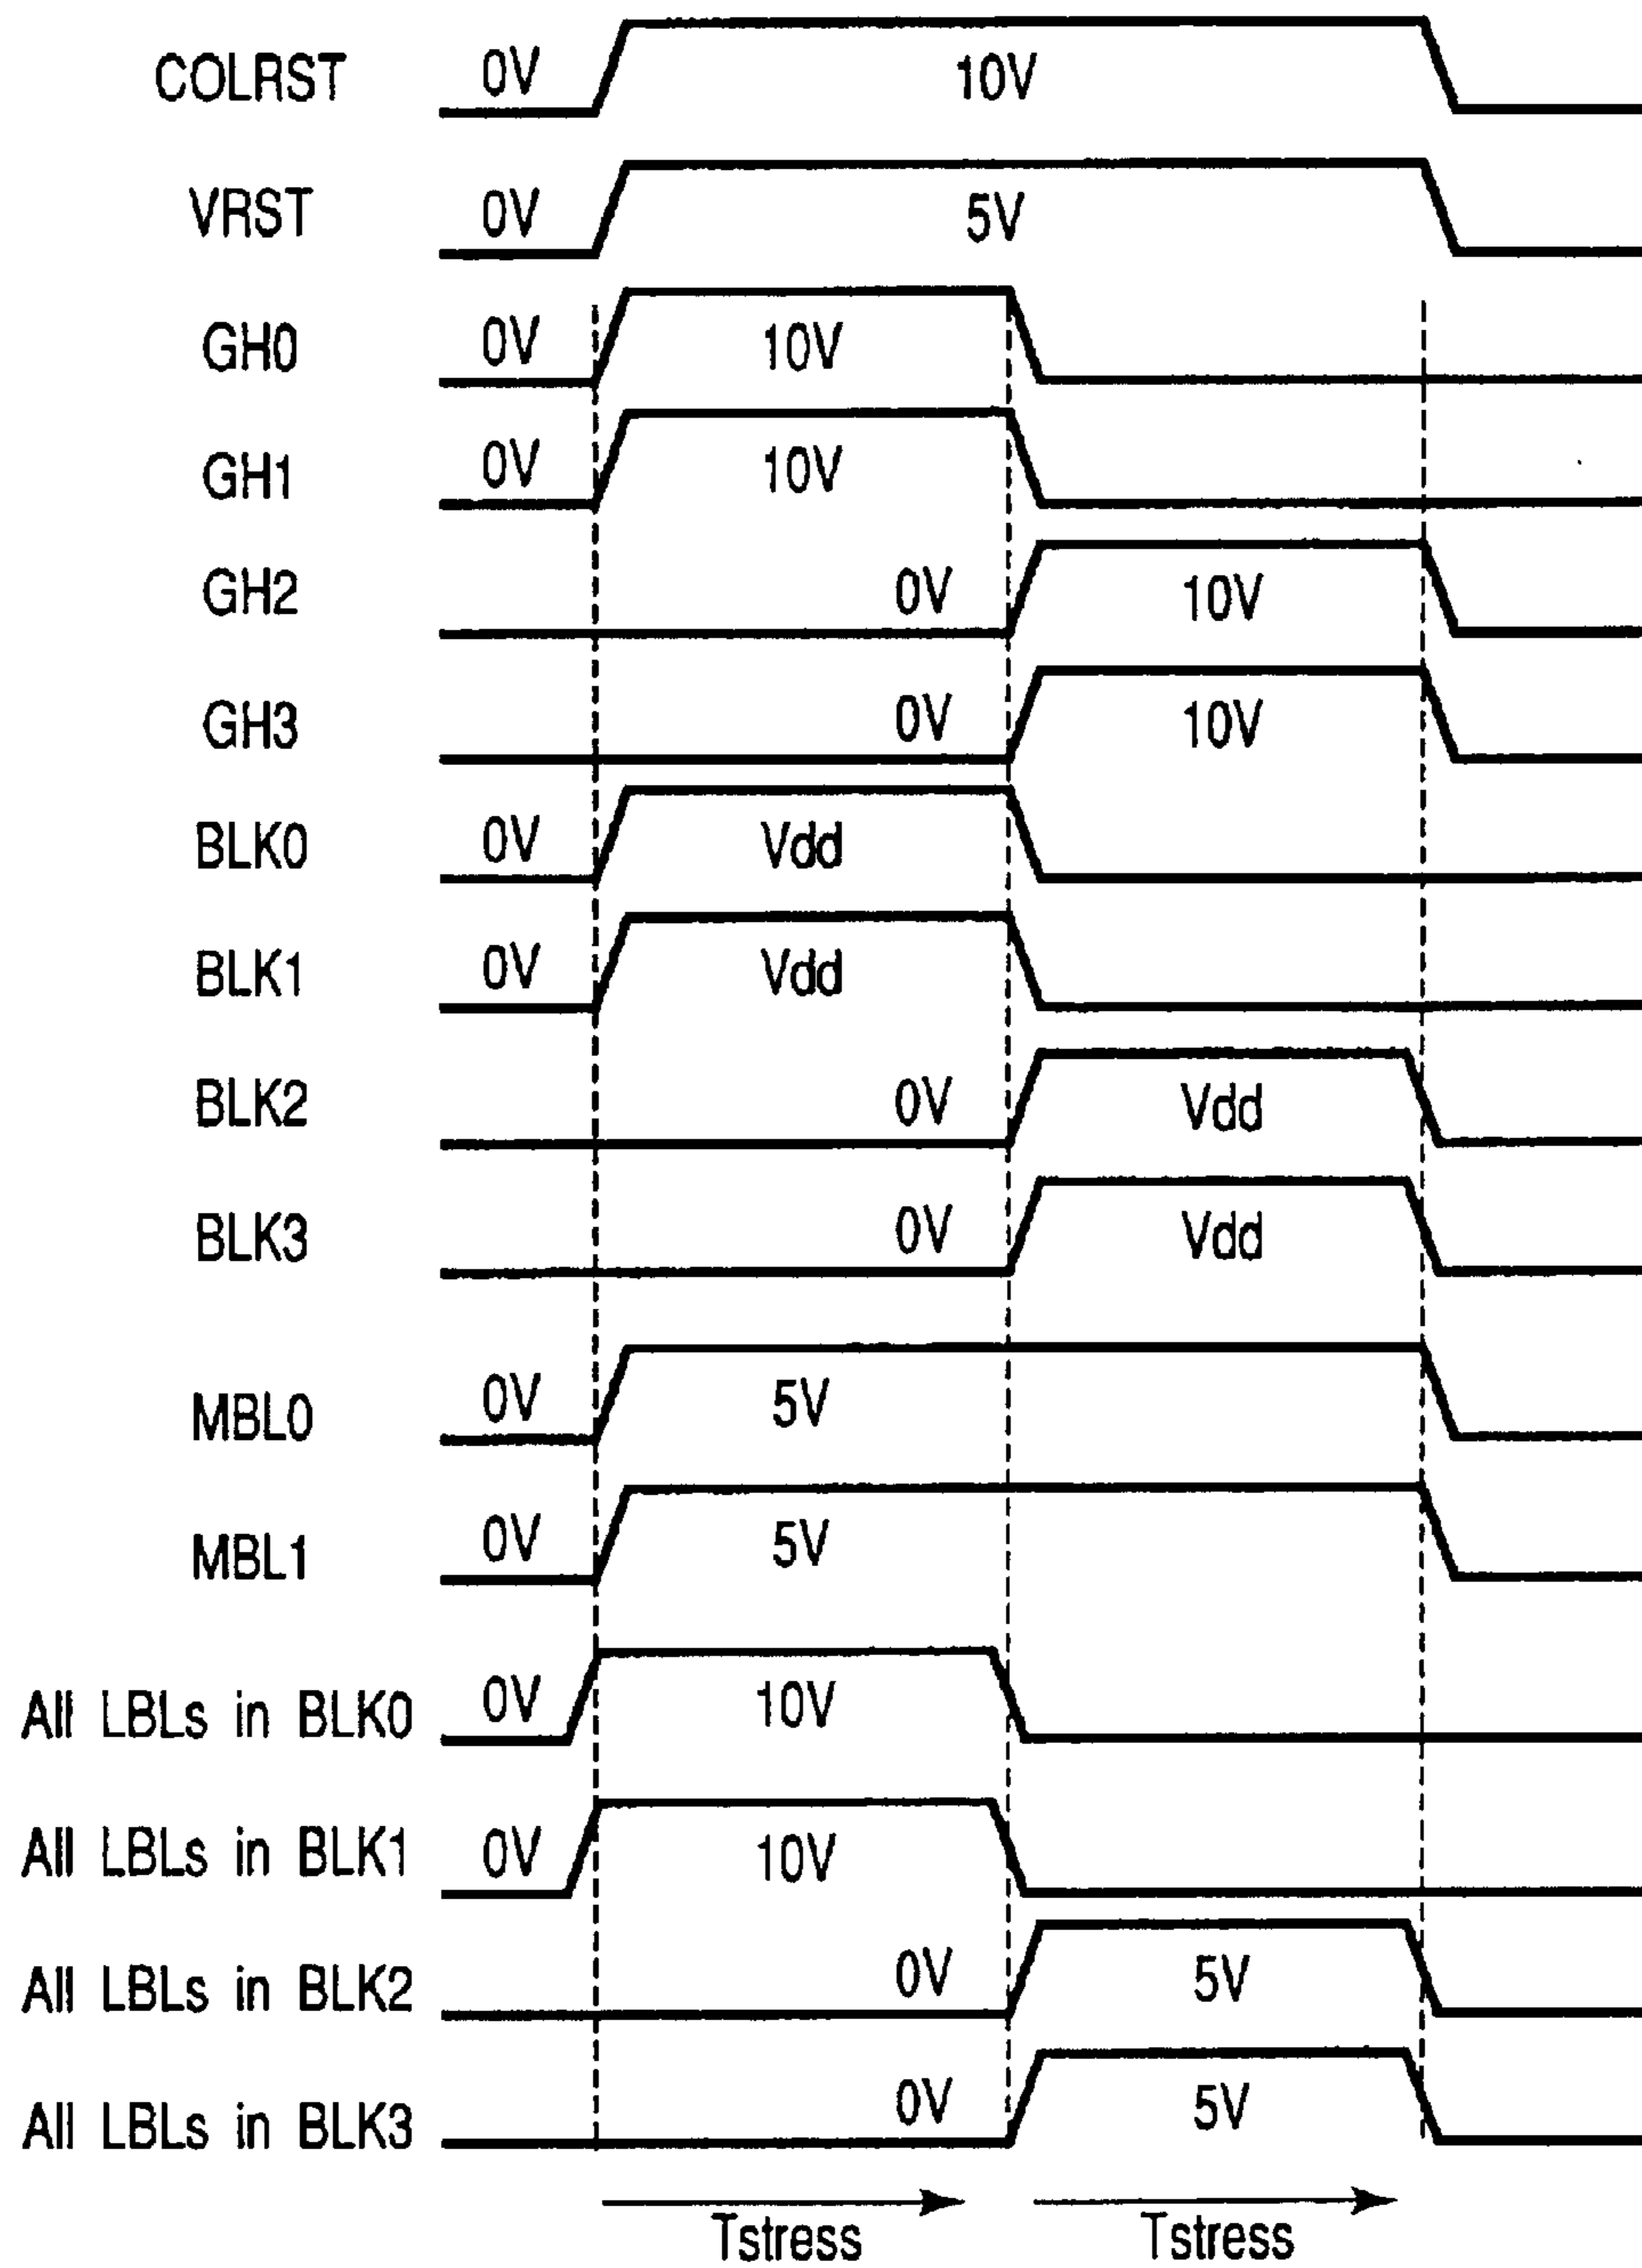 COLRST 0V 10V
VRST 0V 5V
GH0 0V 10V
GH1 0V 10V
GH2 0V 10V
GH3 0V 10V
BLK0 0V Vdd
BLK1 0V Vdd
BLK2 0V Vdd
BLK3 0V Vdd
MBL0 0V 5V
MBL1 0V 5V
All LBLs in BLK0 0V 10V
All LBLs in BLK1 0V 10V
All LBLs in BLK2 0V 5V
All LBLs in BLK3 0V 5V
Tstress Tstress